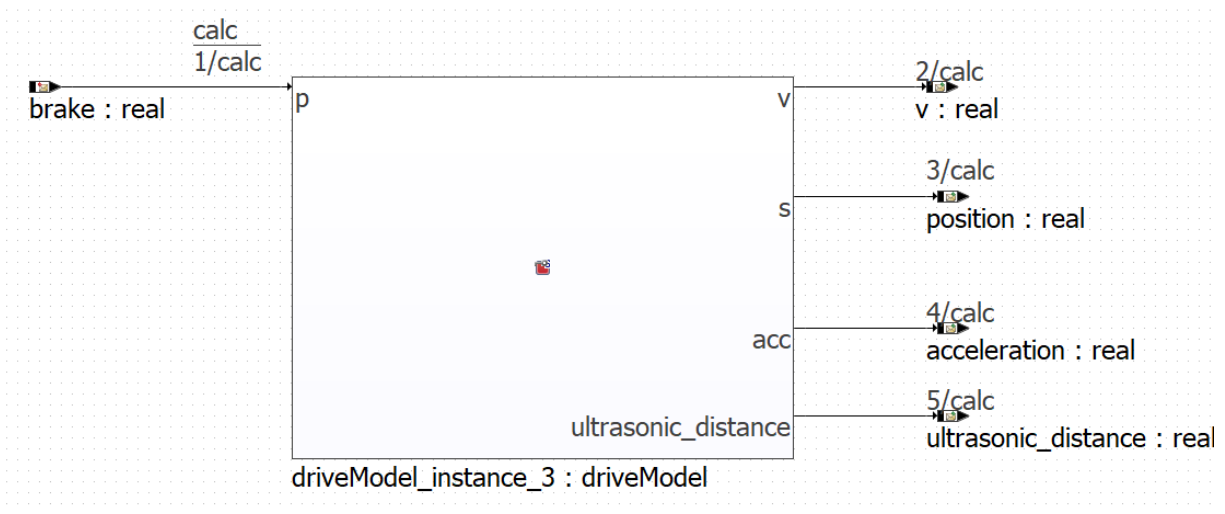 calc
1/calc
brake : real
p
v
2/calc
v : real
3/calc
s
position : real
4/calc
acc
acceleration : real
5/calc
ultrasonic_distance
ultrasonic_distance : real
driveModel_instance_3 : driveModel